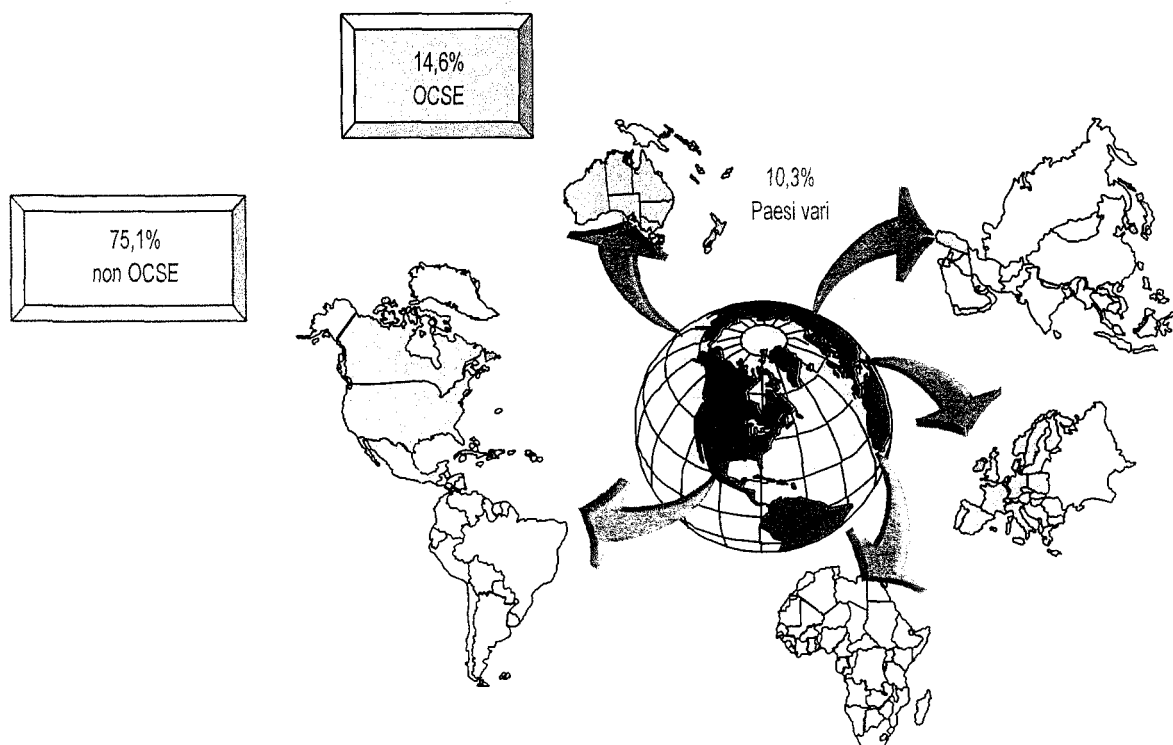 14,6%
OCSE
10,3%
Paesi vari
75,1%
non OCSE